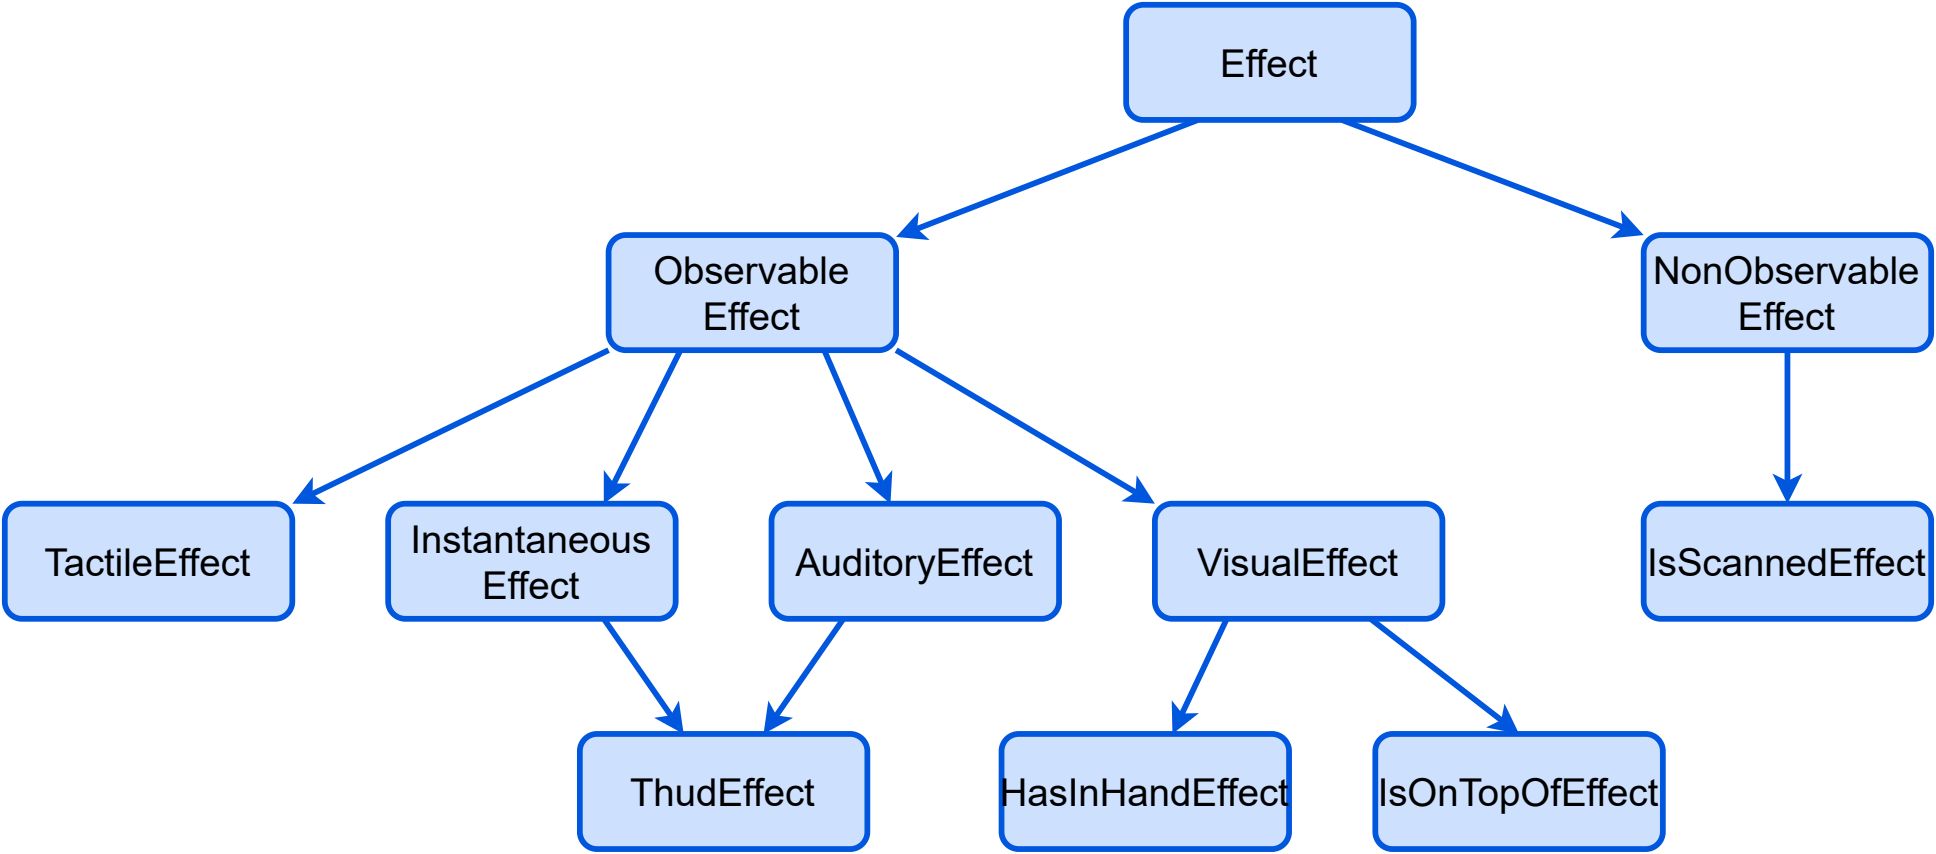 Effect
Observable
Effect
NonObservable
Effect
TactileEffect
Instantaneous
Effect
AuditoryEffect
VisualEffect
IsScannedEffect
ThudEffect
HasInHandEffect
IsOnTopOfEffect